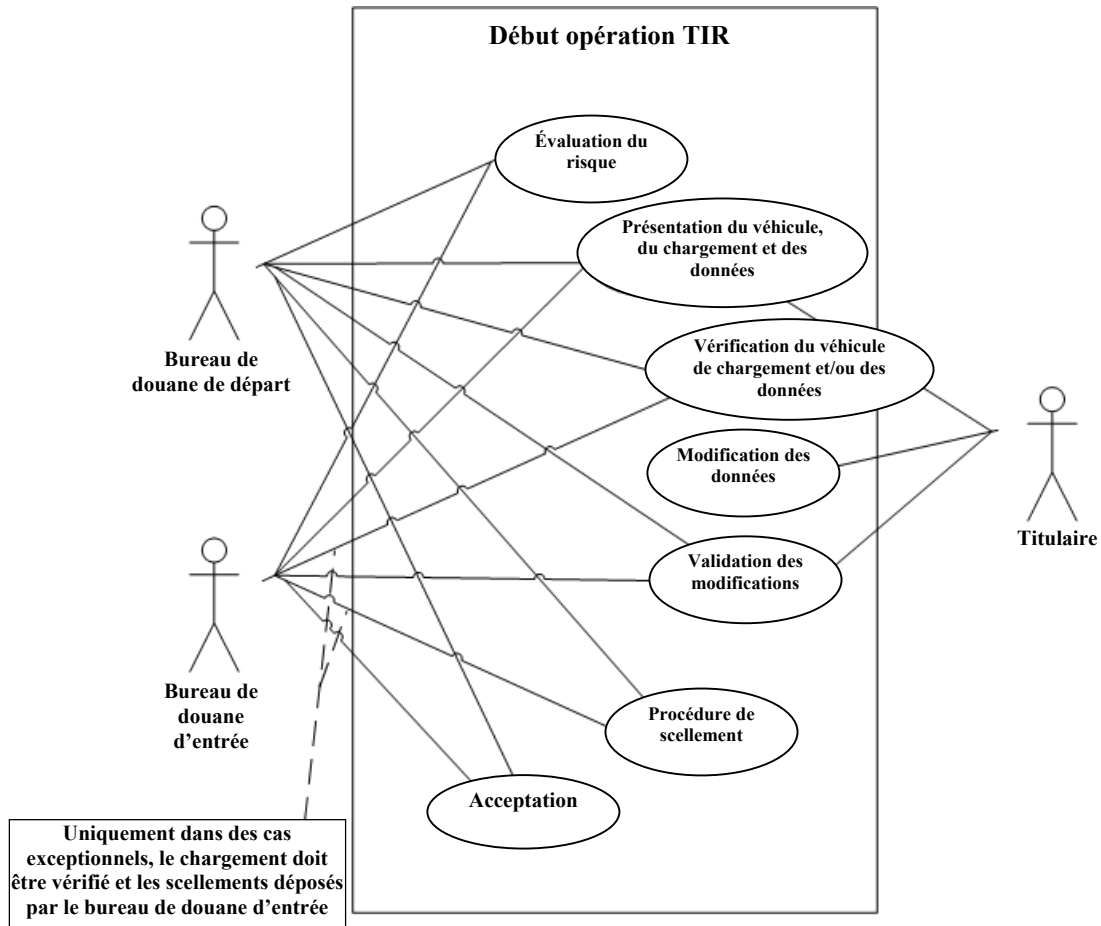 Début opération TIR
Évaluation du
risque
Présentation du véhicule,
du chargement et des
données
Bureau de
douane de départ
Vérification du véhicule
de chargement et/ou des
données
Modification des
données
Titulaire
Validation des
modifications
Bureau de
douane
d’entrée
Procédure de
scellement
Acceptation
Uniquement dans des cas
exceptionnels, le chargement doit
être vérifié et les scellements déposés
par le bureau de douane d’entrée